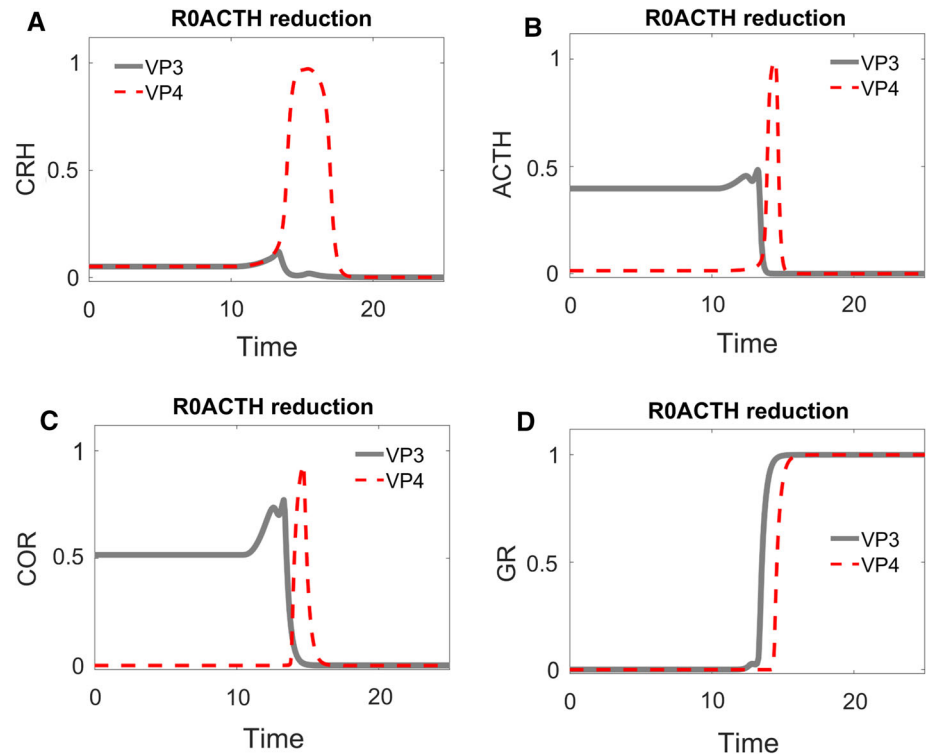 A
R0ACTH reduction
1
0.5
0
CRH
VP3
VP4
0 10 20
Time
B
R0ACTH reduction
1
0.5
0
ACTH
VP3
VP4
0 10 20
Time
C
R0ACTH reduction
1
0.5
0
COR
VP3
VP4
0 10 20
Time
D
R0ACTH reduction
1
0.5
0
GR
VP3
VP4
0 10 20
Time